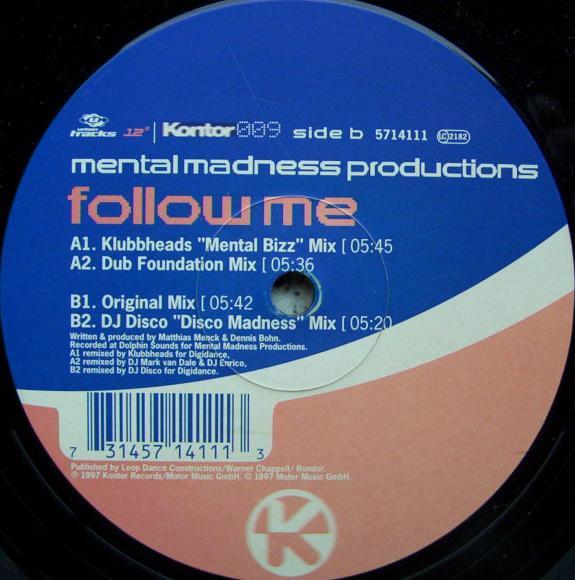 urban tracks 12" | Kontor 009 side b 5714111 LC 2182
mental madness productions
follow me
A1. Klubbheads "Mental Bizz" Mix [ 05:45
A2. Dub Foundation Mix [ 05:36
B1. Original Mix [ 05:42
B2. DJ Disco "Disco Madness" Mix [ 05:20
Written & produced by Matthias Menck & Dennis Bohn.
Recorded at Dolphin Sounds for Mental Madness Productions.
A1 remixed by Klubbheads for Digidance,
A2 remixed by DJ Mark van Dale & DJ Enrico,
B2 remixed by DJ Disco for Digidance.
7 31457 14111 3
Published by Loop Dance Constructions/Warner Chappell/ Rondor.
℗ 1997 Kontor Records/Motor Music GmbH. © 1997 Motor Music GmbH.
K